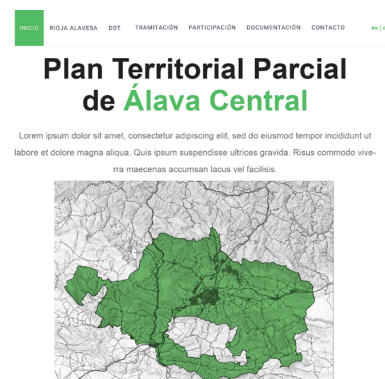 INICIO RIOJA ALAVESA DOT TRAMITACIÓN PARTICIPACIÓN DOCUMENTACIÓN CONTACTO es |
Plan Territorial Parcial
de Álava Central
Lorem ipsum dolor sit amet, consectetur adipiscing elit, sed do eiusmod tempor incididunt ut
labore et dolore magna aliqua. Quis ipsum suspendisse ultrices gravida. Risus commodo vive-
rra maecenas accumsan lacus vel facilisis.